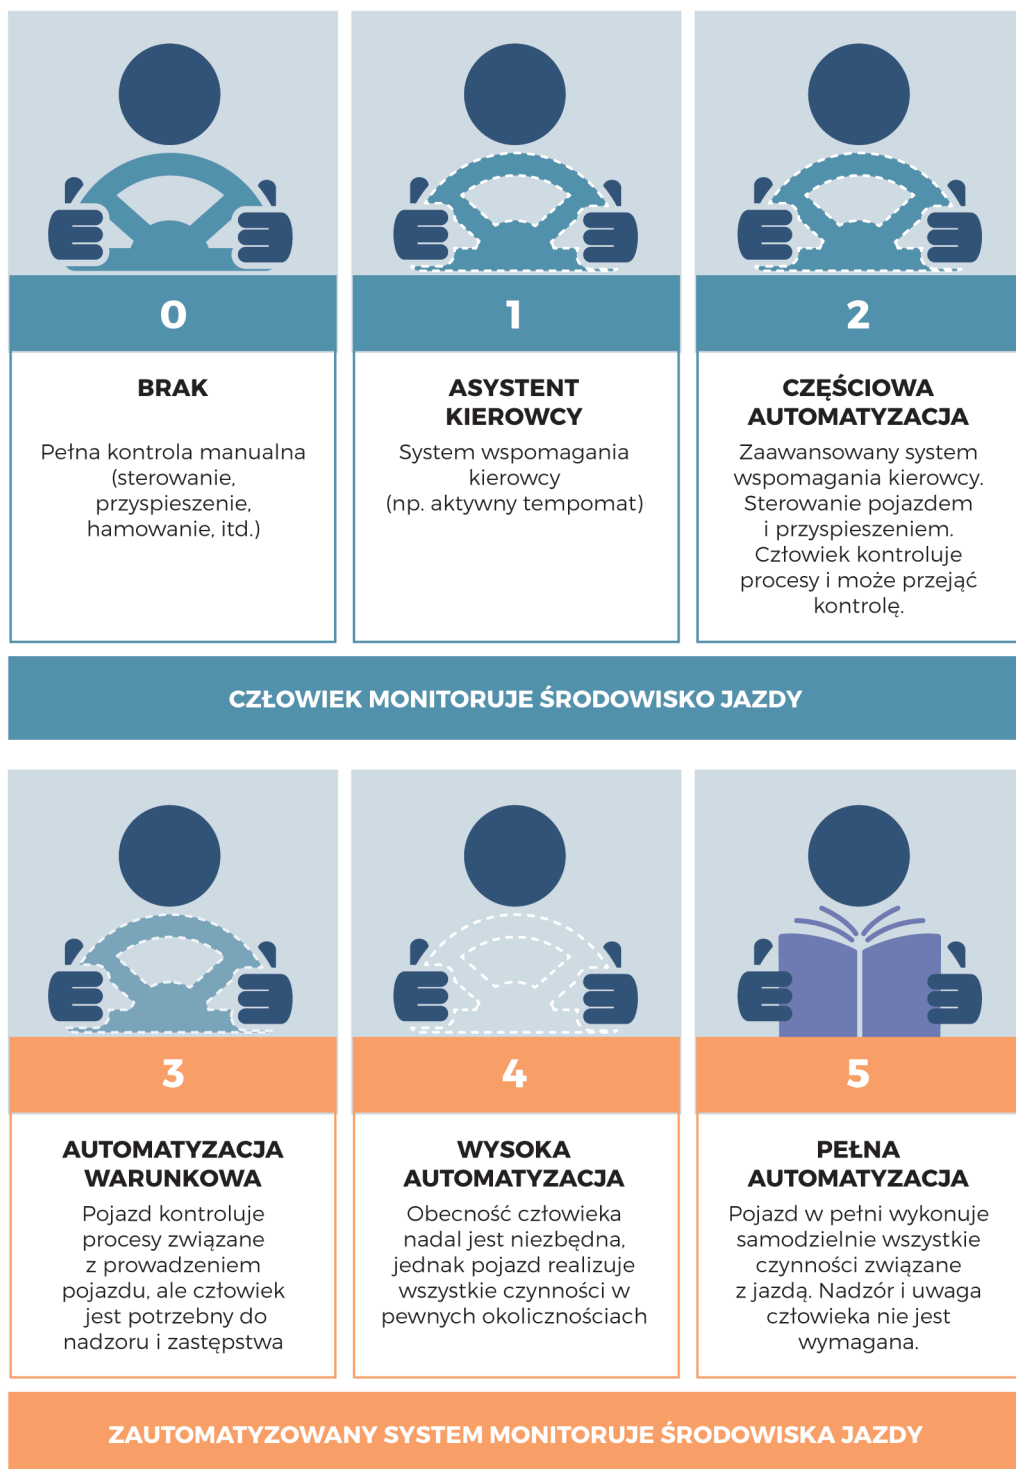 0
BRAK
Pełna kontrola manualna
(sterowanie,
przyspieszenie,
hamowanie, itd.)
1
ASYSTENT
KIEROWCY
System wspomagania
kierowcy
(np. aktywny tempomat)
2
CZĘŚCIOWA
AUTOMATYZACJA
Zaawansowany system
wspomagania kierowcy.
Sterowanie pojazdem
i przyspieszeniem.
Człowiek kontroluje
procesy i może przejąć
kontrolę.
CZŁOWIEK MONITORUJE ŚRODOWISKO JAZDY
3
AUTOMATYZACJA
WARUNKOWA
Pojazd kontroluje
procesy związane
z prowadzeniem
pojazdu, ale człowiek
jest potrzebny do
nadzoru i zastępstwa
4
WYSOKA
AUTOMATYZACJA
Obecność człowieka
nadal jest niezbędna,
jednak pojazd realizuje
wszystkie czynności w
pewnych okolicznościach
5
PEŁNA
AUTOMATYZACJA
Pojazd w pełni wykonuje
samodzielnie wszystkie
czynności związane
z jazdą. Nadzór i uwaga
człowieka nie jest
wymagana.
ZAUTOMATYZOWANY SYSTEM MONITORUJE ŚRODOWISKA JAZDY